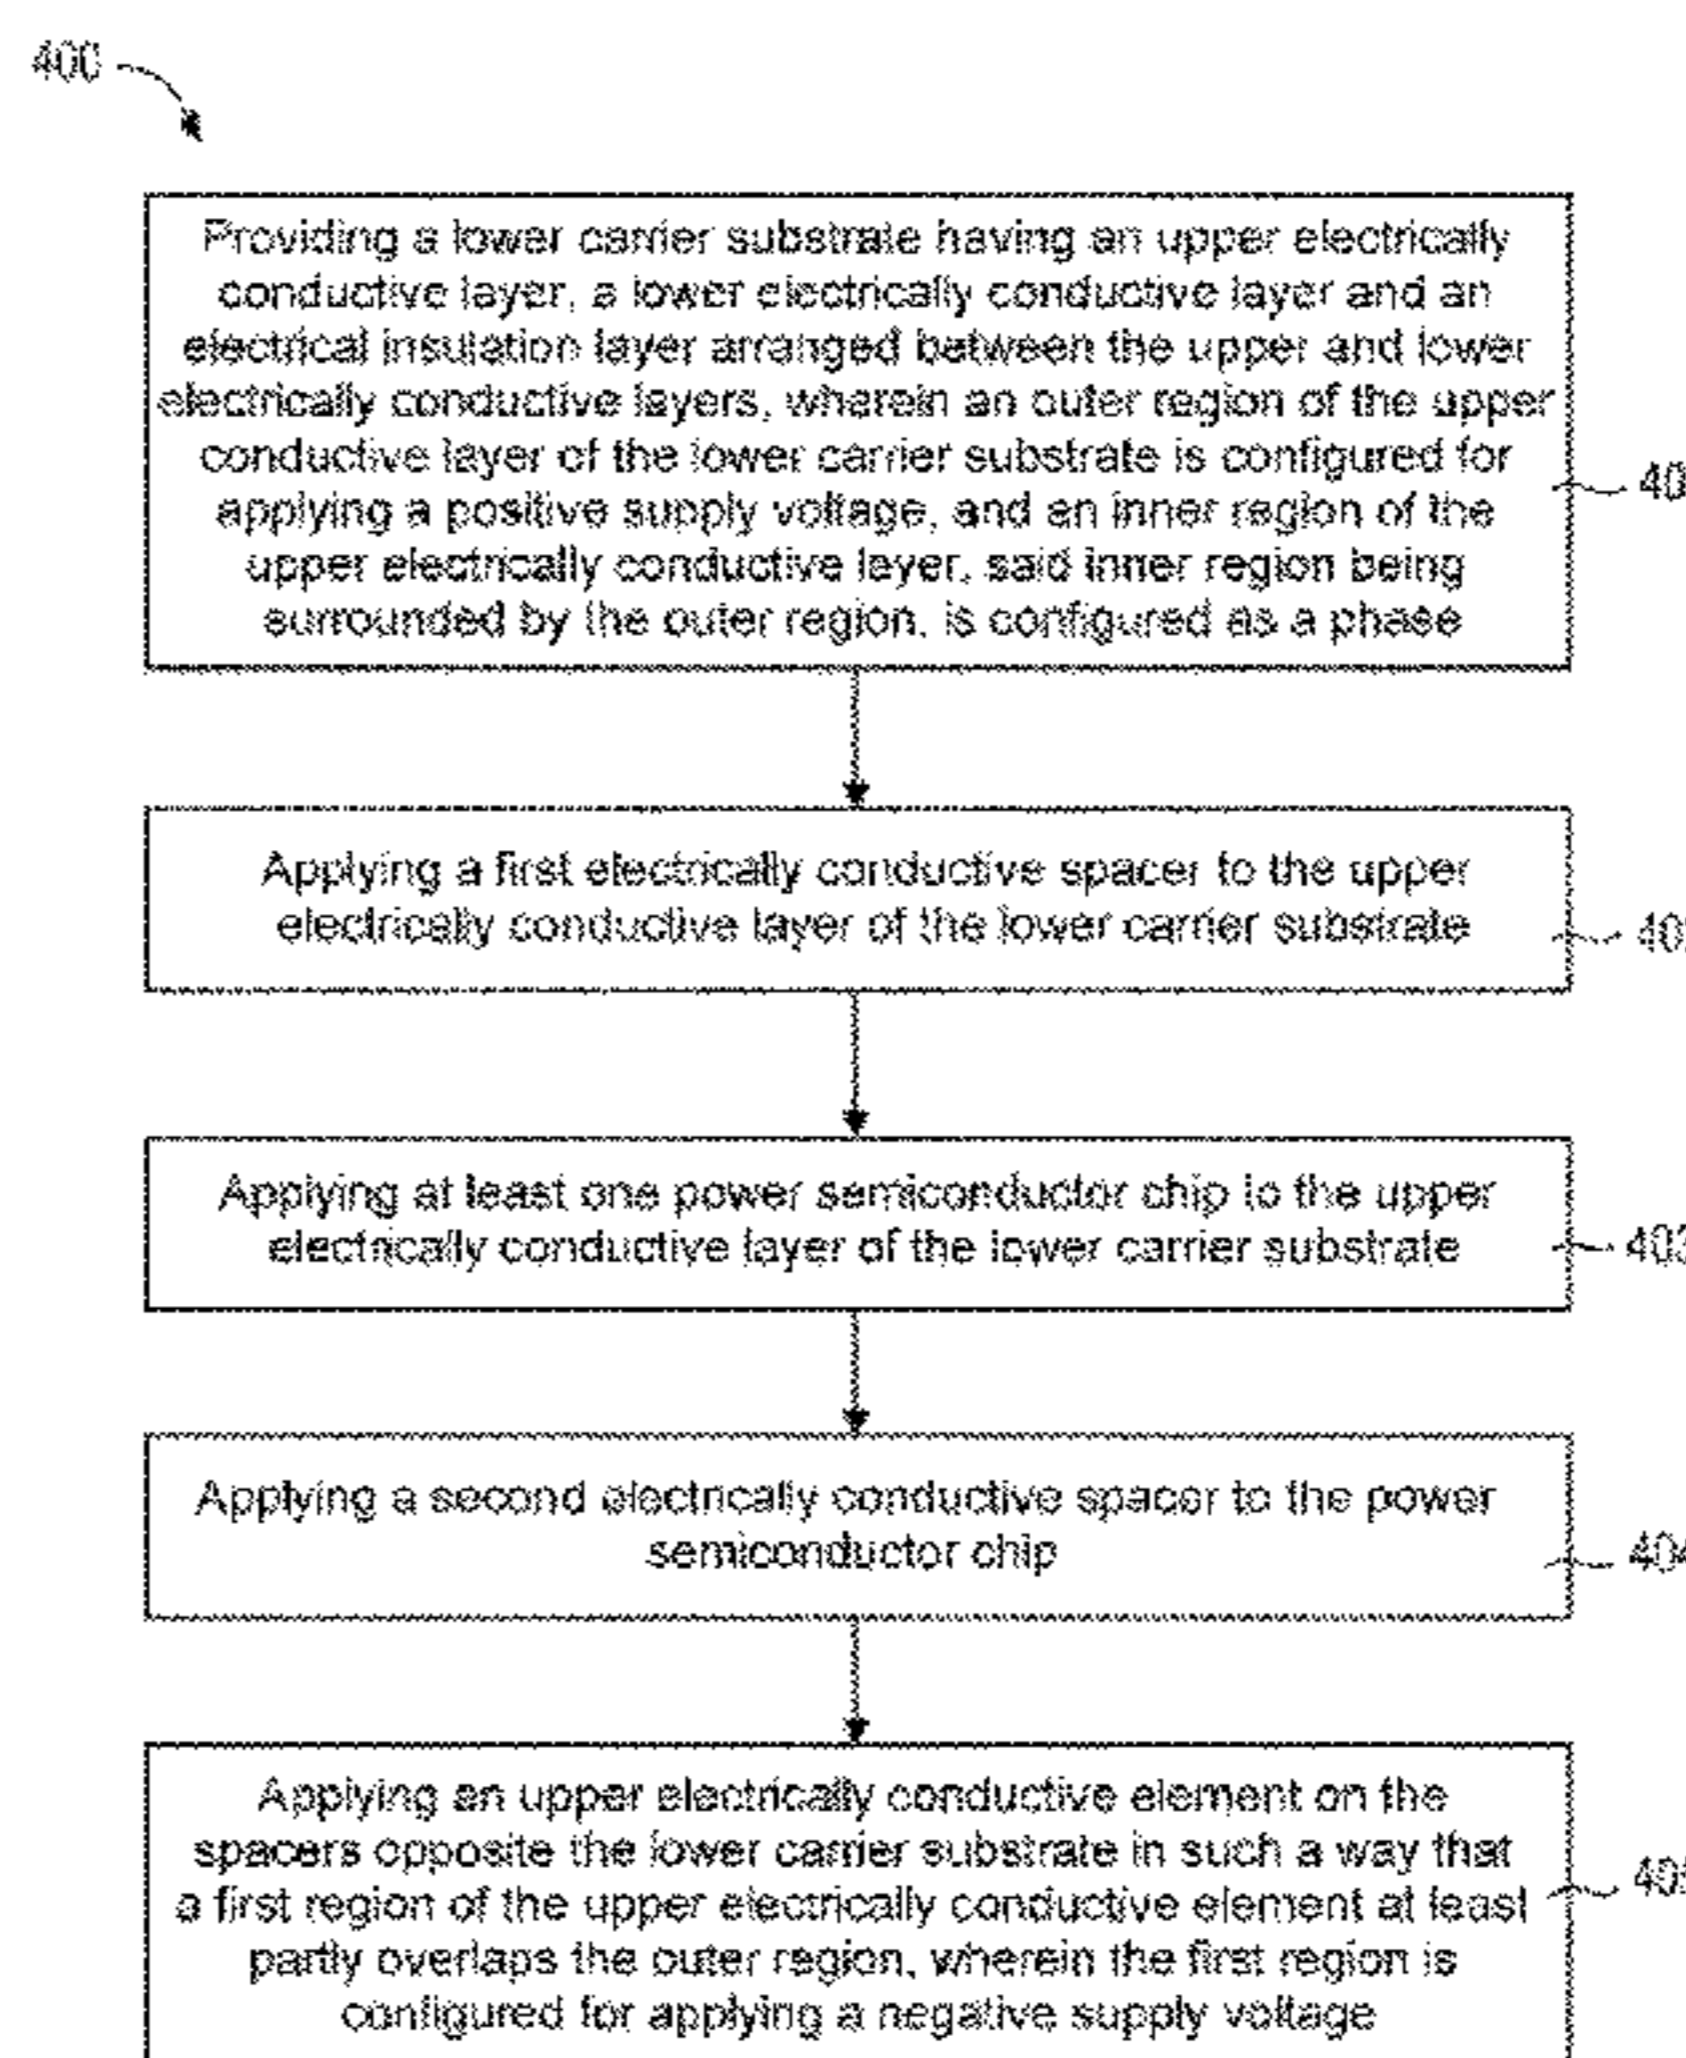 400
Providing a lower carrier substrate having an upper electrically
conductive layer, a lower electrically conductive layer and an
electrical insulation layer arranged between the upper and lower
electrically conductive layers, wherein an outer region of the upper
conductive layer of the lower carrier substrate is configured for
applying a positive supply voltage, and an inner region of the
upper electrically conductive layer, said inner region being
surrounded by the outer region, is configured as a phase
Applying a first electrically conductive spacer to the upper
electrically conductive layer of the lower carrier substrate
Applying at least one power semiconductor chip to the upper
electrically conductive layer of the lower carrier substrate
403
Applying a second electrically conductive spacer to the power
semiconductor chip
404
Applying an upper electrically conductive element on the
spacers opposite the lower carrier substrate in such a way that
a first region of the upper electrically conductive element at least
partly overlaps the outer region, wherein the first region is
configured for applying a negative supply voltage